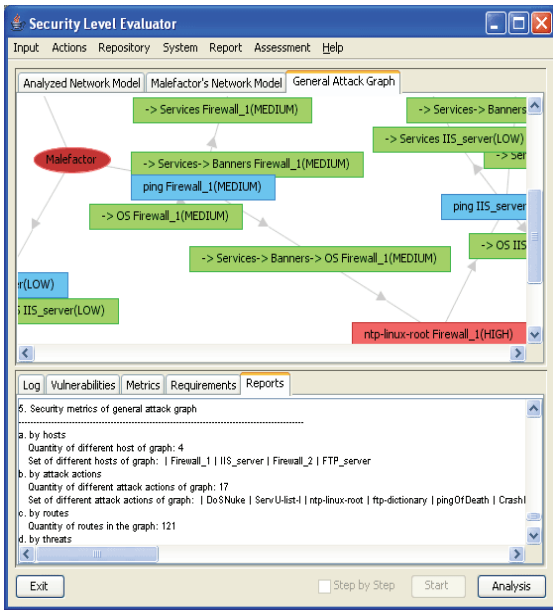 Security Level Evaluator
Input Actions Repository System Report Assessment Help
Analyzed Network Model Malefactor's Network Model General Attack Graph
-> Services Firewall_1(MEDIUM)
-> Services-> Banners
-> Services IIS_server(LOW)
-> Ser
Malefactor
-> Services-> Banners Firewall_1(MEDIUM)
ping Firewall_1(MEDIUM)
ping IIS_server
-> OS Firewall_1(MEDIUM)
-> OS IIS
-> Services-> Banners-> OS Firewall_1(MEDIUM)
er(LOW)
IIS_server(LOW)
ntp-linux-root Firewall_1(HIGH)
Log Vulnerabilities Metrics Requirements Reports
5. Security metrics of general attack graph
a. by hosts
Quantity of different host of graph: 4
Set of different hosts of graph: | Firewall_1 | IIS_server | Firewall_2 | FTP_server
b. by attack actions
Quantity of different attack actions of graph: 17
Set of different attack actions of graph: | DoSNuke | ServU-list-l | ntp-linux-root | ftp-dictionary | pingOfDeath | CrashI
c. by routes
Quantity of routes in the graph: 121
d. by threats
Exit Step by Step Start Analysis